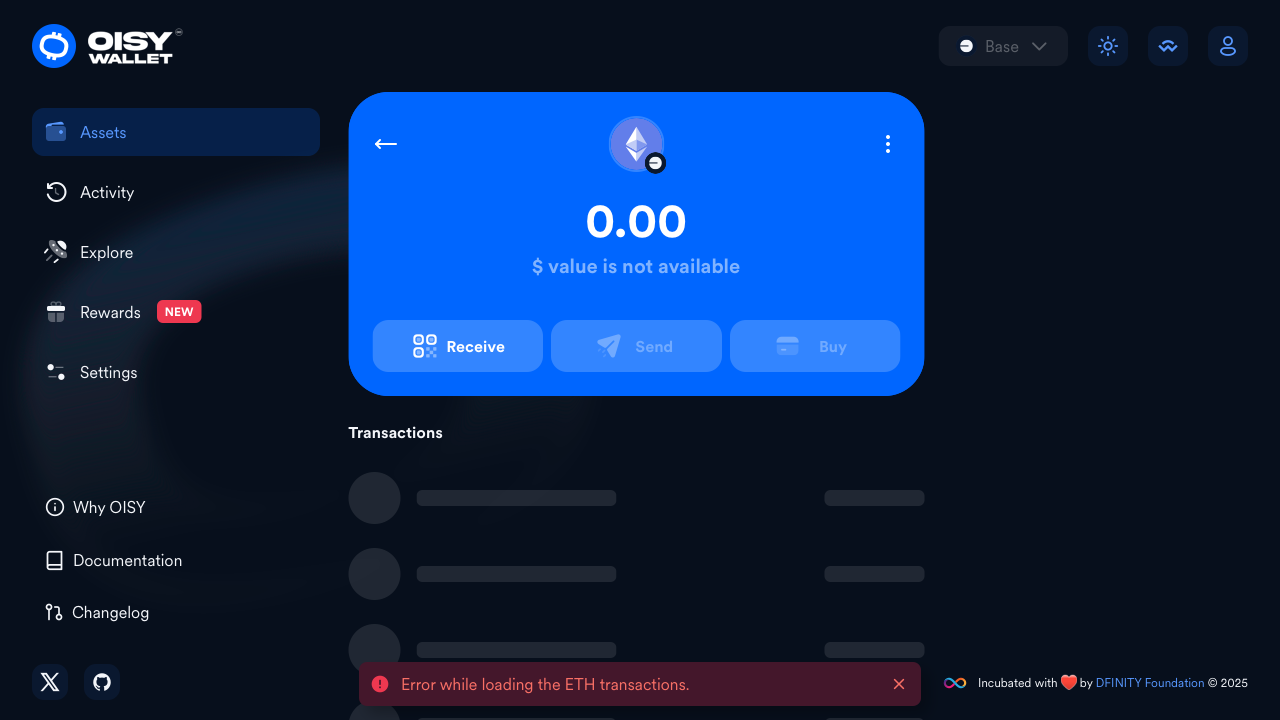 OISY
WALLET
Base
Assets
Activity
Explore
Rewards NEW
Settings
Why OISY
Documentation
Changelog
0.00
$ value is not available
Receive
Send
Buy
Transactions
Error while loading the ETH transactions.
Incubated with ❤️ by DFINITY Foundation © 2025